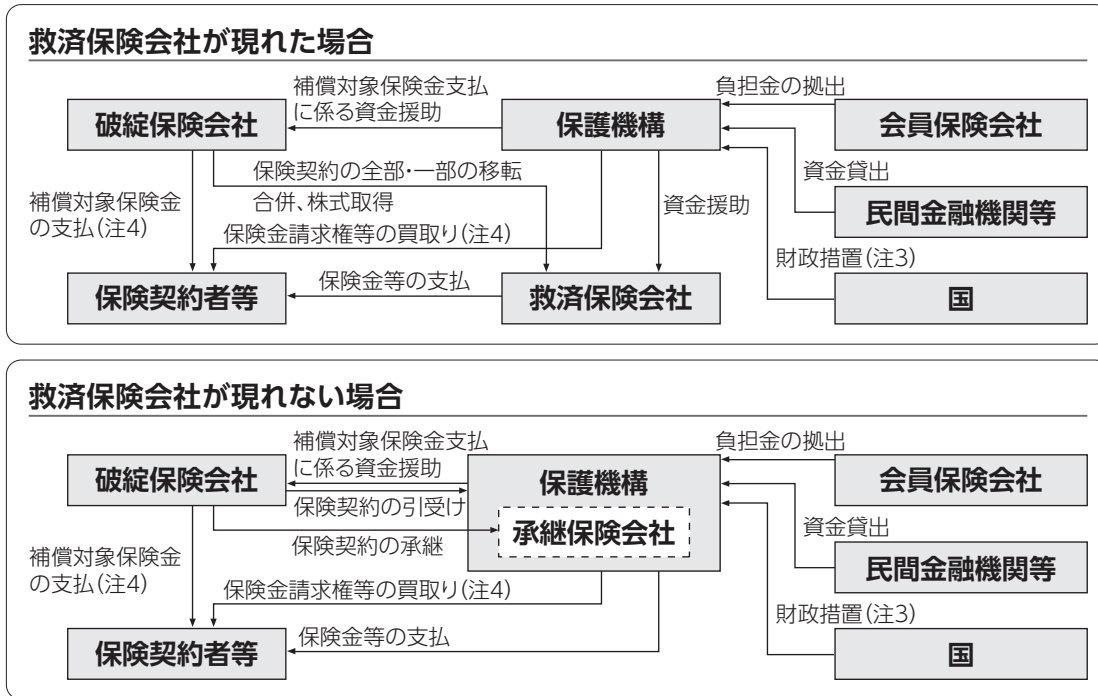 救済保険会社が現れた場合
補償対象保険金支払
に係る資金援助
負担金の拠出
破綻保険会社
保護機構
会員保険会社
保険契約の全部・一部の移転
合併、株式取得
資金貸出
補償対象保険金
の支払(注4)
資金援助
民間金融機関等
保険金請求権等の買取り(注4)
財政措置(注3)
保険金等の支払
保険契約者等
救済保険会社
国
救済保険会社が現れない場合
補償対象保険金支払
に係る資金援助
負担金の拠出
破綻保険会社
保護機構
会員保険会社
保険契約の引受け
承継保険会社
資金貸出
保険契約の承継
補償対象保険金
の支払(注4)
民間金融機関等
保険金請求権等の買取り(注4)
財政措置(注3)
保険金等の支払
保険契約者等
国